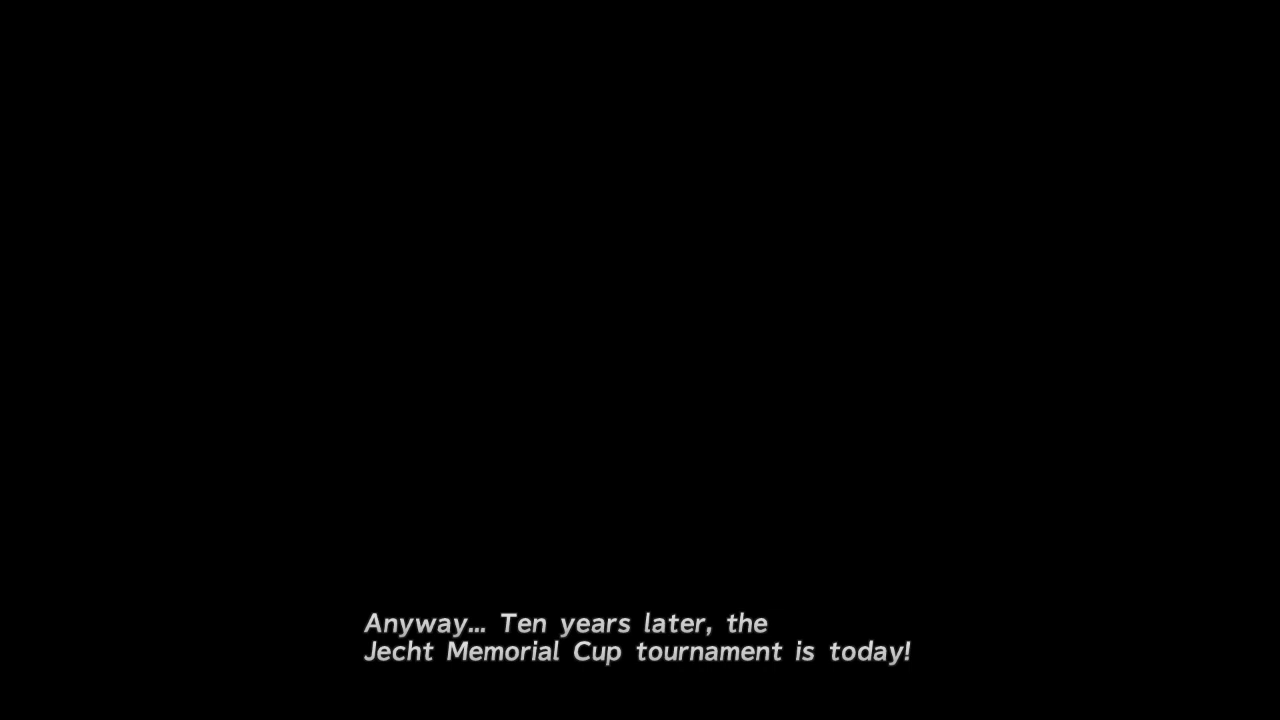 Anyway... Ten years later, the
Jecht Memorial Cup tournament is today!